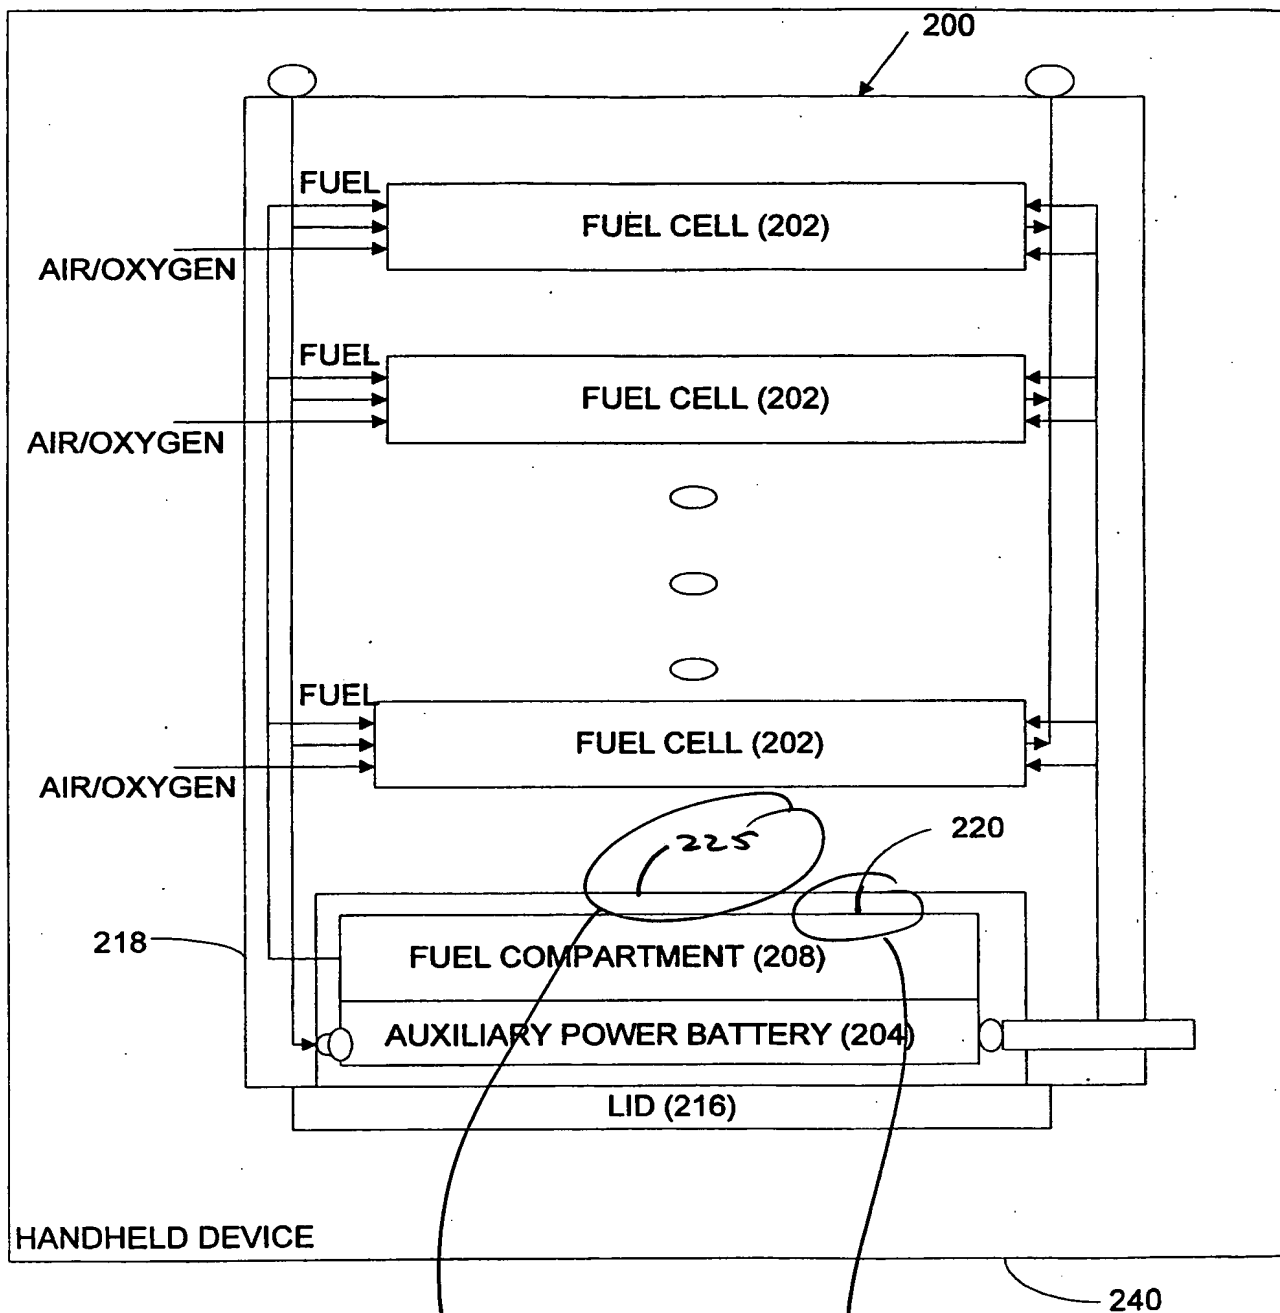 200
FUEL
FUEL CELL (202)
AIR/OXYGEN
FUEL
FUEL CELL (202)
AIR/OXYGEN
FUEL
FUEL CELL (202)
AIR/OXYGEN
225
220
218
FUEL COMPARTMENT (208)
AUXILIARY POWER BATTERY (204)
LID (216)
HANDHELD DEVICE
240